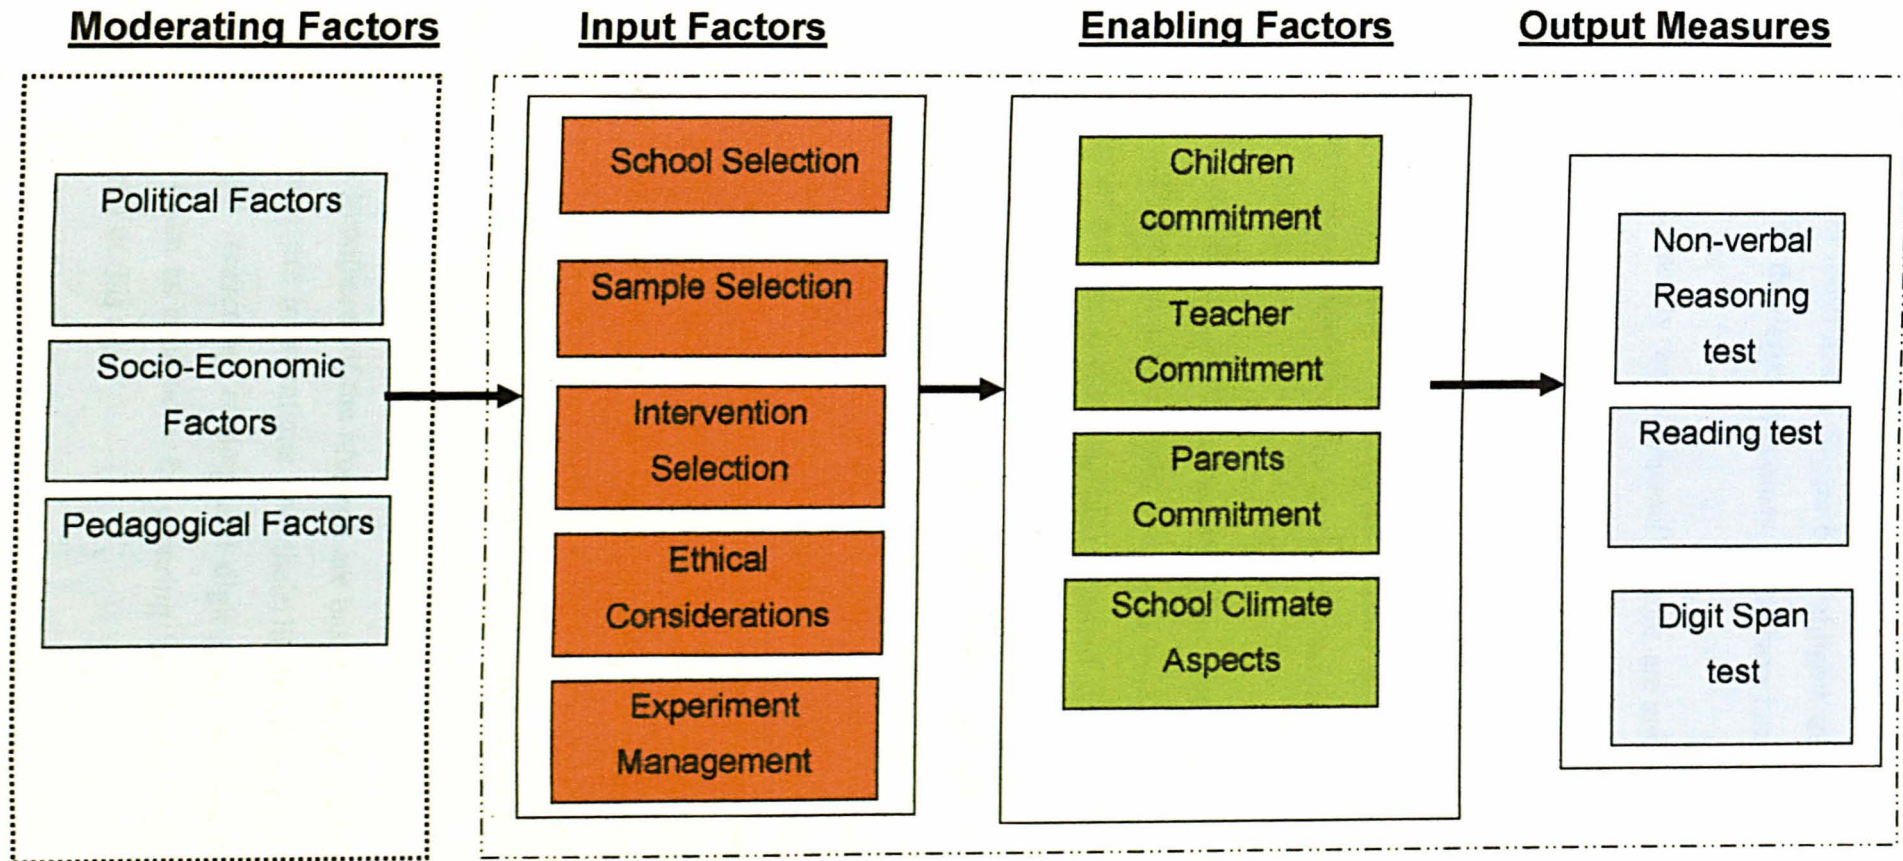 Moderating Factors
Input Factors
Enabling Factors
Output Measures
Political Factors
Socio-Economic
Factors
Pedagogical Factors
School Selection
Sample Selection
Intervention
Selection
Ethical
Considerations
Experiment
Management
Children
commitment
Teacher
Commitment
Parents
Commitment
School Climate
Aspects
Non-verbal
Reasoning
test
Reading test
Digit Span
test